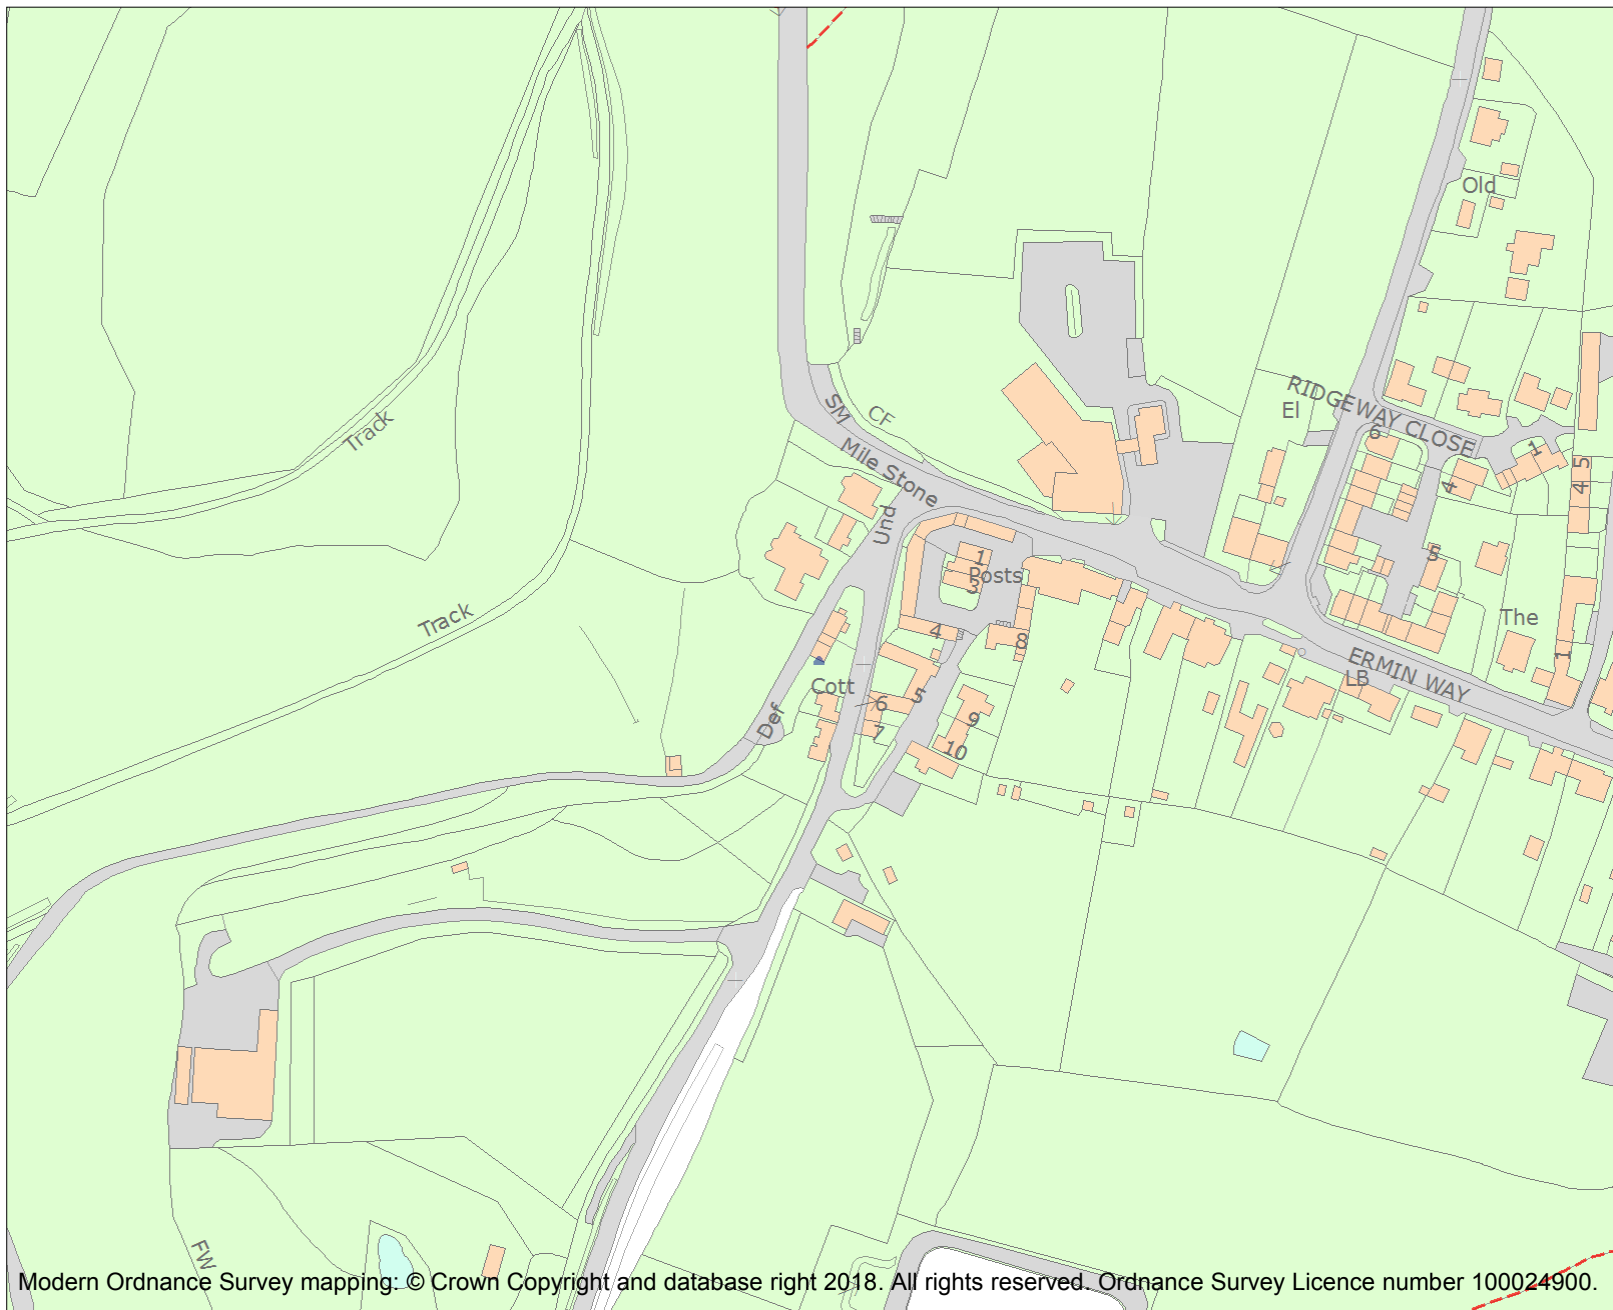 Old
RIDGEWAY CLOSE
El
SM
CF
Track
6
1
Mile Stone
4
5
4
Und
1
Posts
3
5
Track
The
4
8
1
ERMIN WAY
LB
Cott
6
5
7
9
10
Def
FW
Modern Ordnance Survey mapping: © Crown Copyright and database right 2018. All rights reserved. Ordnance Survey Licence number 100024900.